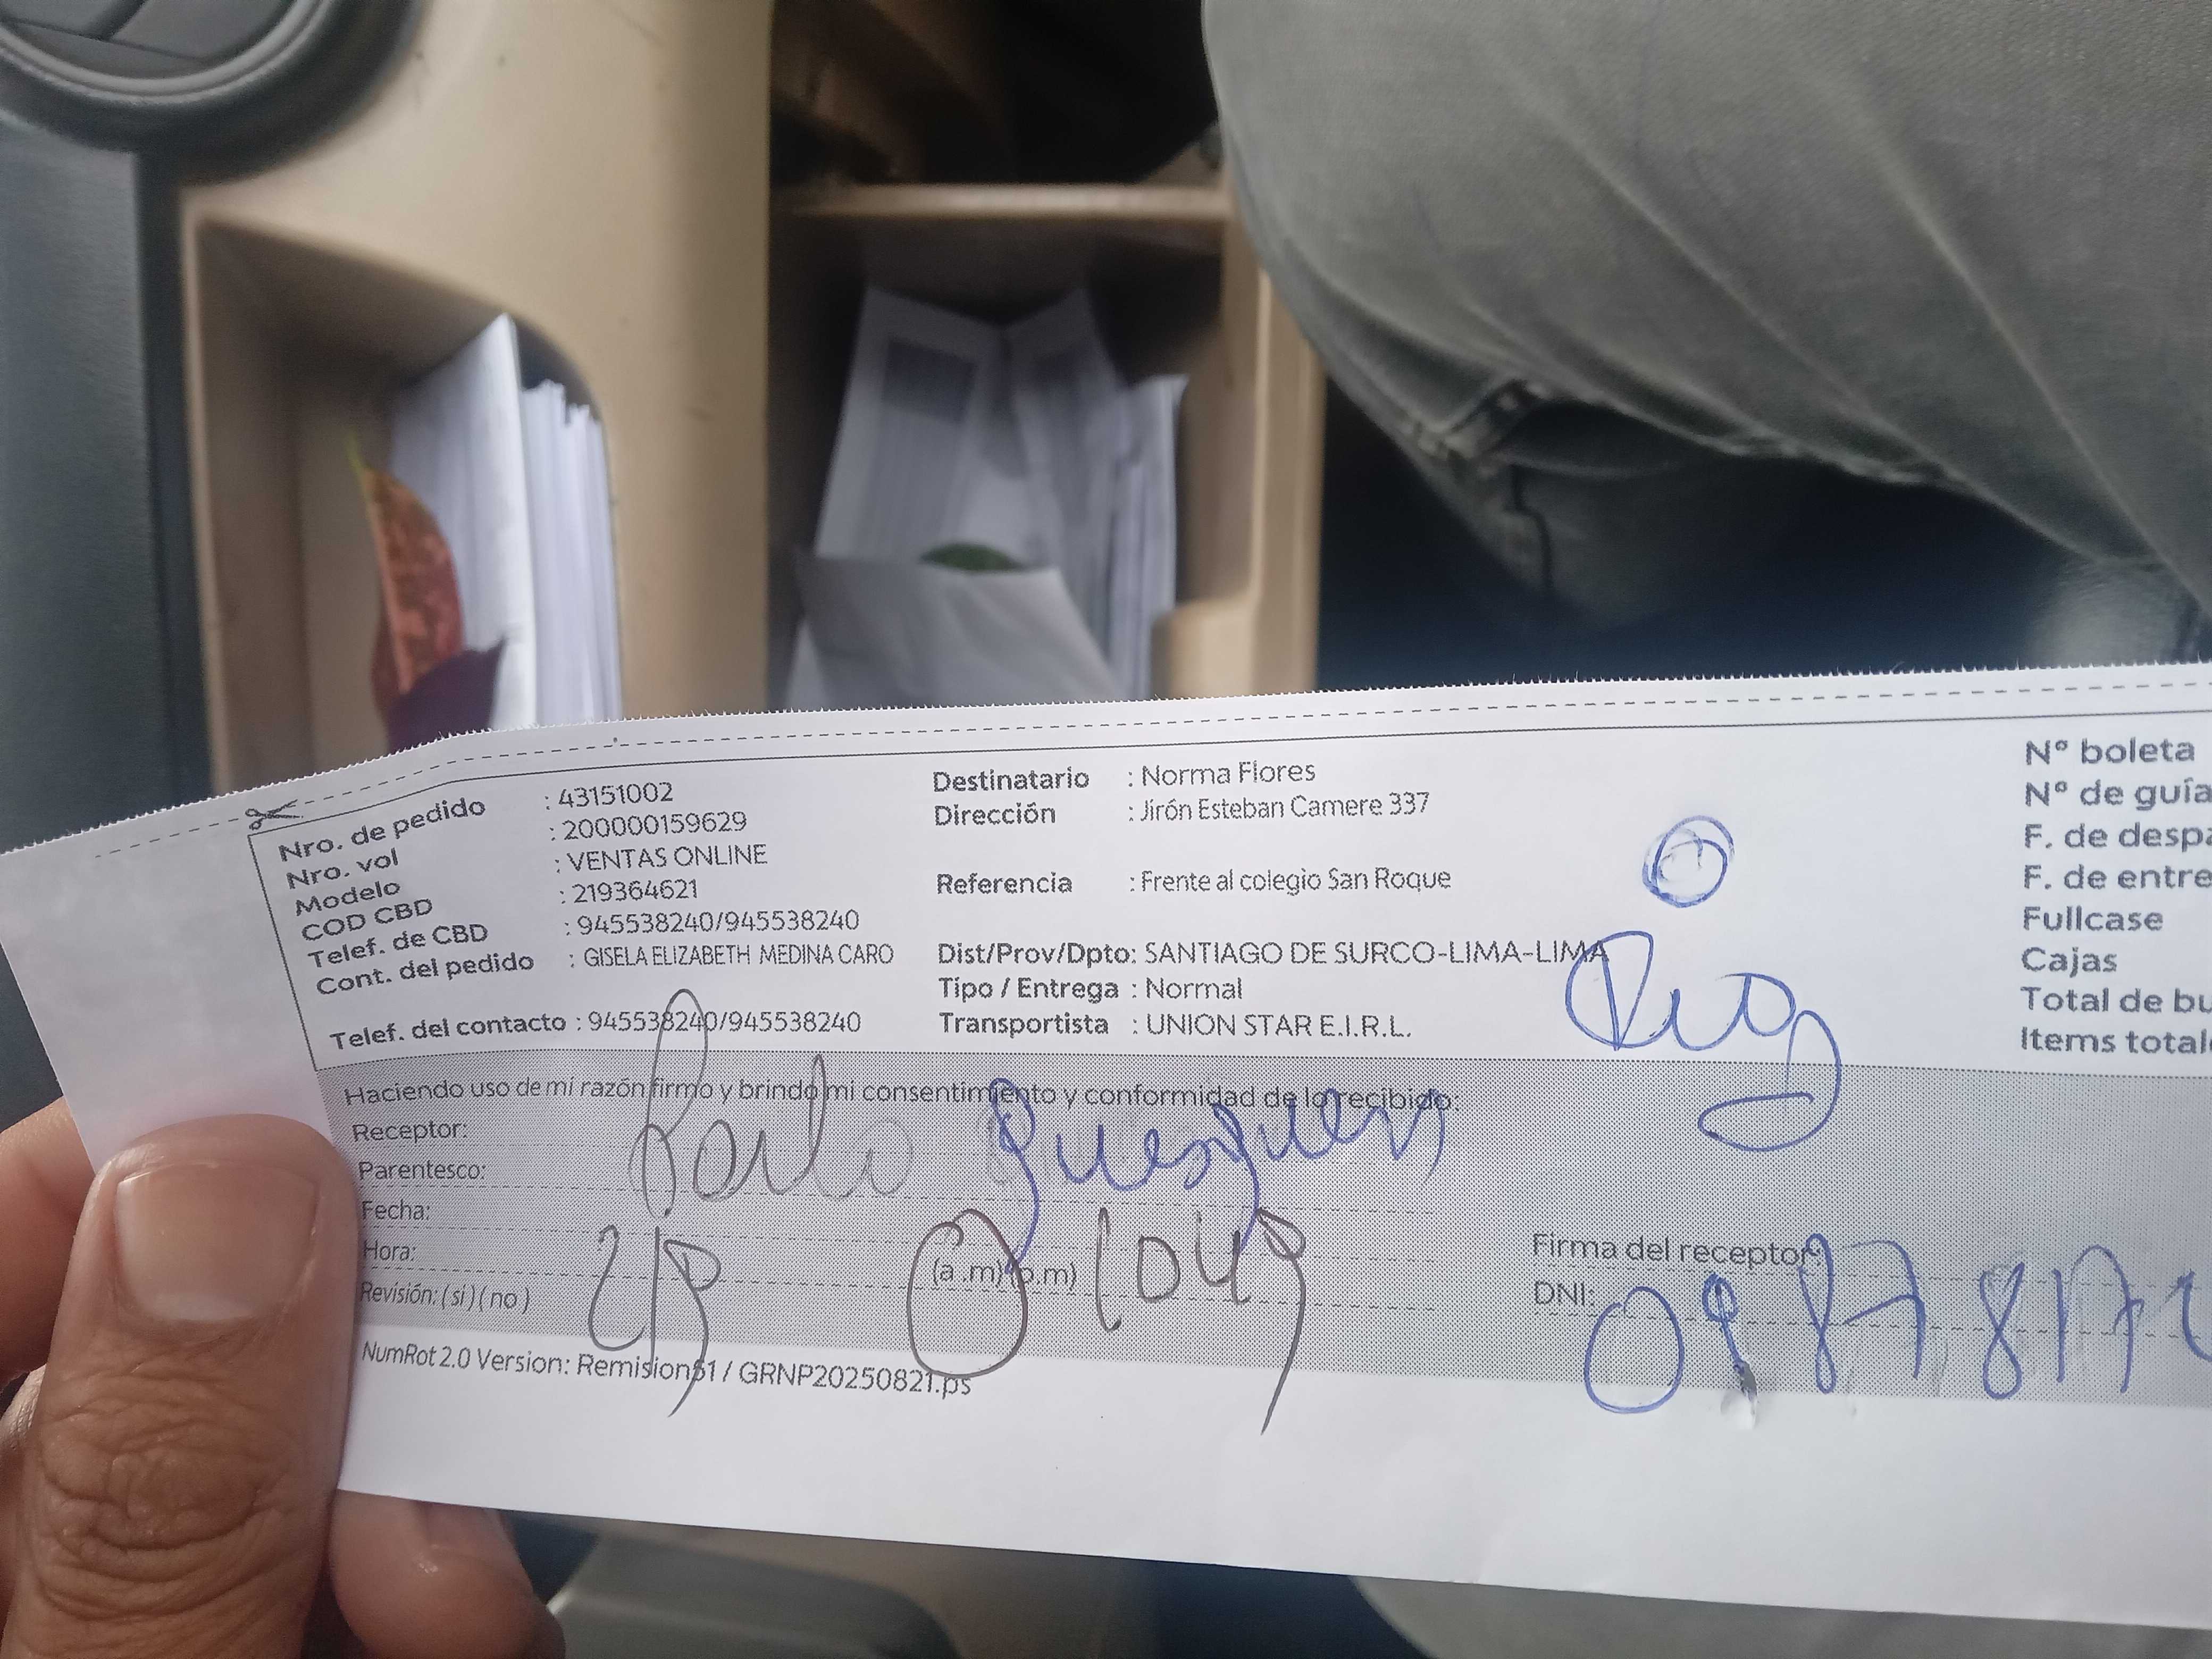 Nro. de pedido : 43151002
Nro. vol : 200000159629
Modelo : VENTAS ONLINE
COD CBD : 219364621
Telef. de CBD : 945538240/945538240
Cont. del pedido : GISELA ELIZABETH MEDINA CARO
Telef. del contacto : 945538240/945538240
Destinatario : Norma Flores
Dirección : Jirón Esteban Camere 337
Referencia : Frente al colegio San Roque
Dist/Prov/Dpto: SANTIAGO DE SURCO-LIMA-LIMA
Tipo / Entrega : Normal
Transportista : UNION STAR E.I.R.L.
N° boleta
N° de guía
F. de despa
F. de entre
Fullcase
Cajas
Total de bu
Items total
Haciendo uso de mi razón firmo y brindo mi consentimiento y conformidad de lo recibido:
Receptor:
Parentesco:
Fecha:
Hora: (a.m) (p.m)
Revisión: (si) (no)
Firma del receptor:
DNI: 0987817
NumRot 2.0 Version: Remision61 / GRNP20250821.ps